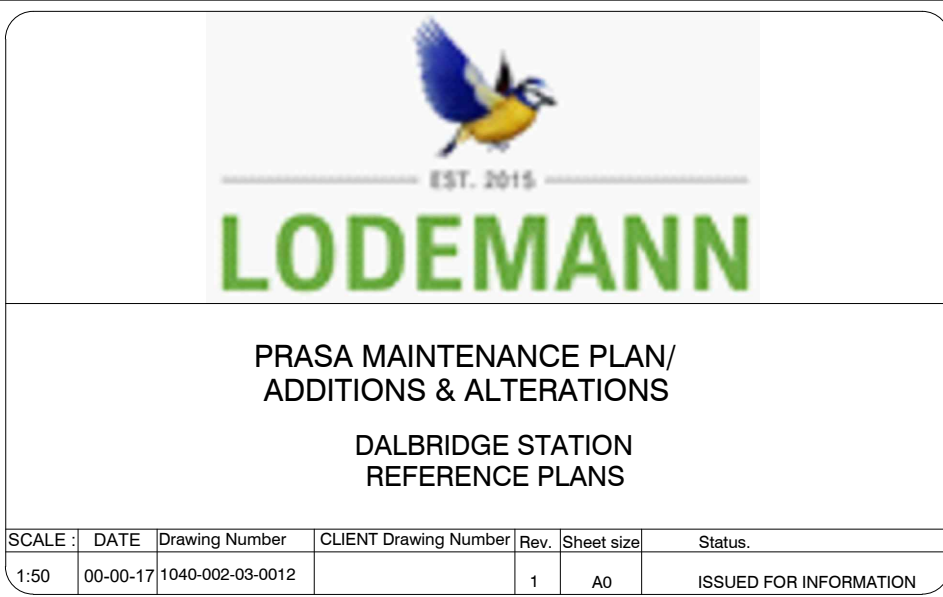 EST. 2015
LODEMANN
PRASA MAINTENANCE PLAN/
ADDITIONS & ALTERATIONS
DALBRIDGE STATION
REFERENCE PLANS
SCALE : DATE Drawing Number CLIENT Drawing Number Rev. Sheet size Status.
1:50 00-00-17 1040-002-03-0012 1 A0 ISSUED FOR INFORMATION